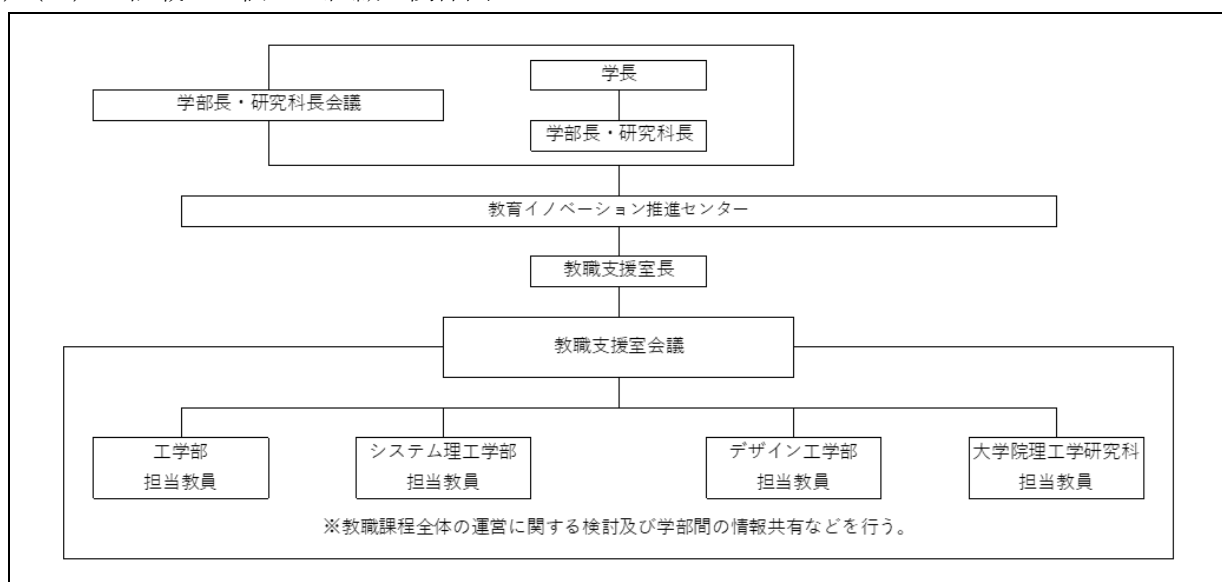 学長
学部長・研究科長会議
学部長・研究科長
教育イノベーション推進センター
教職支援室長
教職支援室会議
工学部
担当教員
システム理工学部
担当教員
デザイン工学部
担当教員
大学院理工学研究科
担当教員
※教職課程全体の運営に関する検討及び学部間の情報共有などを行う。